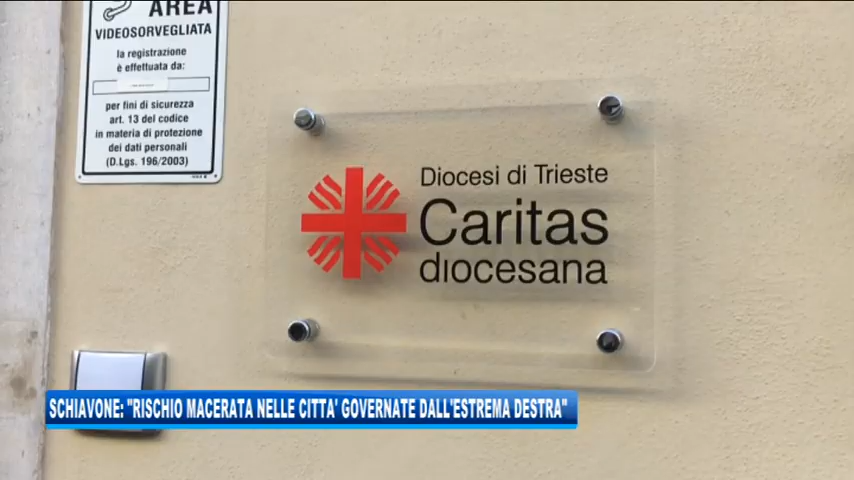 AREA
VIDEOSORVEGLIATA
la registrazione
è effettuata da:
per fini di sicurezza
art. 13 del codice
in materia di protezione
dei dati personali
(D.Lgs. 196/2003)
Diocesi di Trieste
Caritas
diocesana
SCHIAVONE: "RISCHIO MACERATA NELLE CITTA' GOVERNATE DALL'ESTREMA DESTRA"